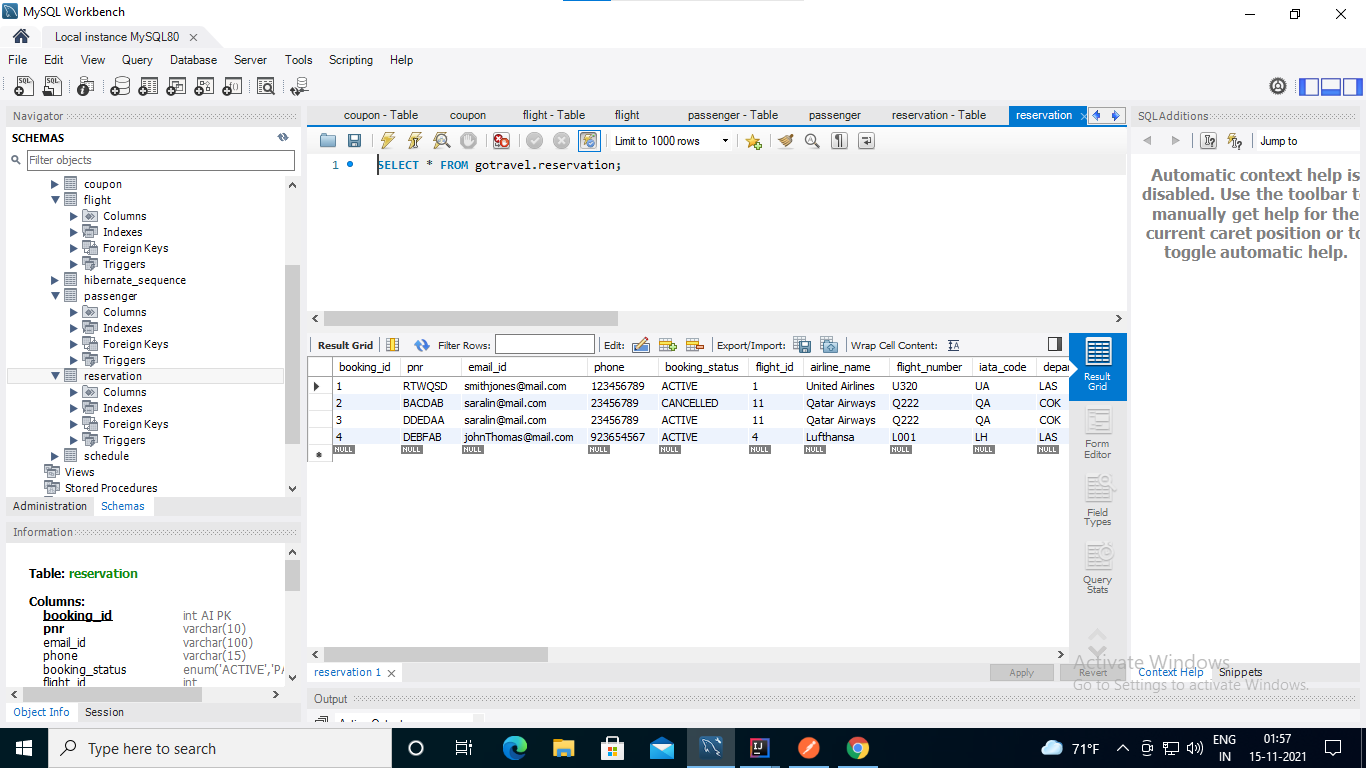 MySQL Workbench
Local instance MySQL80
File Edit View Query Database Server Tools Scripting Help
Navigator
SCHEMAS
Filter objects
coupon
flight
Columns
Indexes
Foreign Keys
Triggers
hibernate_sequence
passenger
Columns
Indexes
Foreign Keys
Triggers
reservation
Columns
Indexes
Foreign Keys
Triggers
schedule
Views
Stored Procedures
Administration Schemas
Information
Table: reservation
Columns:
booking_id int AI PK
pnr varchar(10)
email_id varchar(100)
phone varchar(15)
booking_status enum('ACTIVE','PA
flight_id int
Object Info Session
coupon - Table coupon flight - Table flight passenger - Table passenger reservation - Table reservation
Limit to 1000 rows
1 SELECT * FROM gotravel.reservation;
Result Grid Filter Rows: Edit: Export/Import: Wrap Cell Content: IA
booking_id pnr email_id phone booking_status flight_id airline_name flight_number iata_code depar
1 RTWQSD smithjones@mail.com 123456789 ACTIVE 1 United Airlines U320 UA LAS
2 BACDAB saralin@mail.com 23456789 CANCELLED 11 Qatar Airways Q222 QA COK
3 DDEDAA saralin@mail.com 23456789 ACTIVE 11 Qatar Airways Q222 QA COK
4 DEBFAB johnThomas@mail.com 923654567 ACTIVE 4 Lufthansa L001 LH LAS
NULL NULL NULL NULL NULL NULL NULL NULL NULL NULL
Result
Grid
Form
Editor
Field
Types
Query
Stats
reservation 1
Apply Revert
Output
SQLAdditions
Jump to
Automatic context help is
disabled. Use the toolbar t
manually get help for the
current caret position or to
toggle automatic help.
Activate Windows
Go to Settings to activate Windows.
Context Help Snippets
Type here to search
71°F
ENG
IN
01:57
15-11-2021